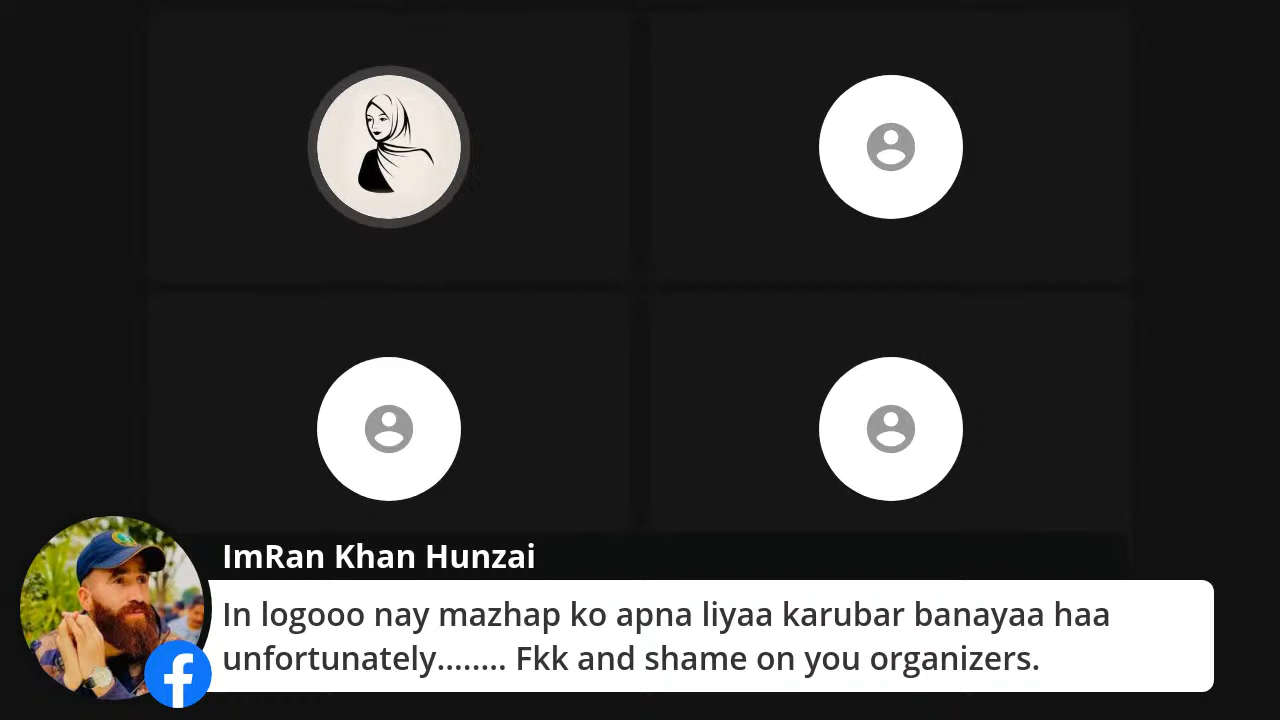 ImRan Khan Hunzai
In logooo nay mazhap ko apna liyaa karubar banayaa haa
unfortunately........ Fkk and shame on you organizers.